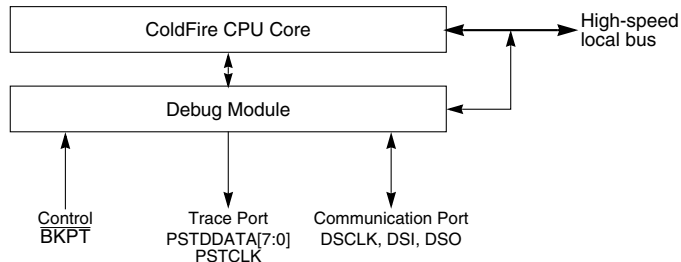 ColdFire CPU Core
High-speed
local bus
Debug Module
Control
BKPT
Trace Port
PSTDDATA[7:0]
PSTCLK
Communication Port
DSCLK, DSI, DSO